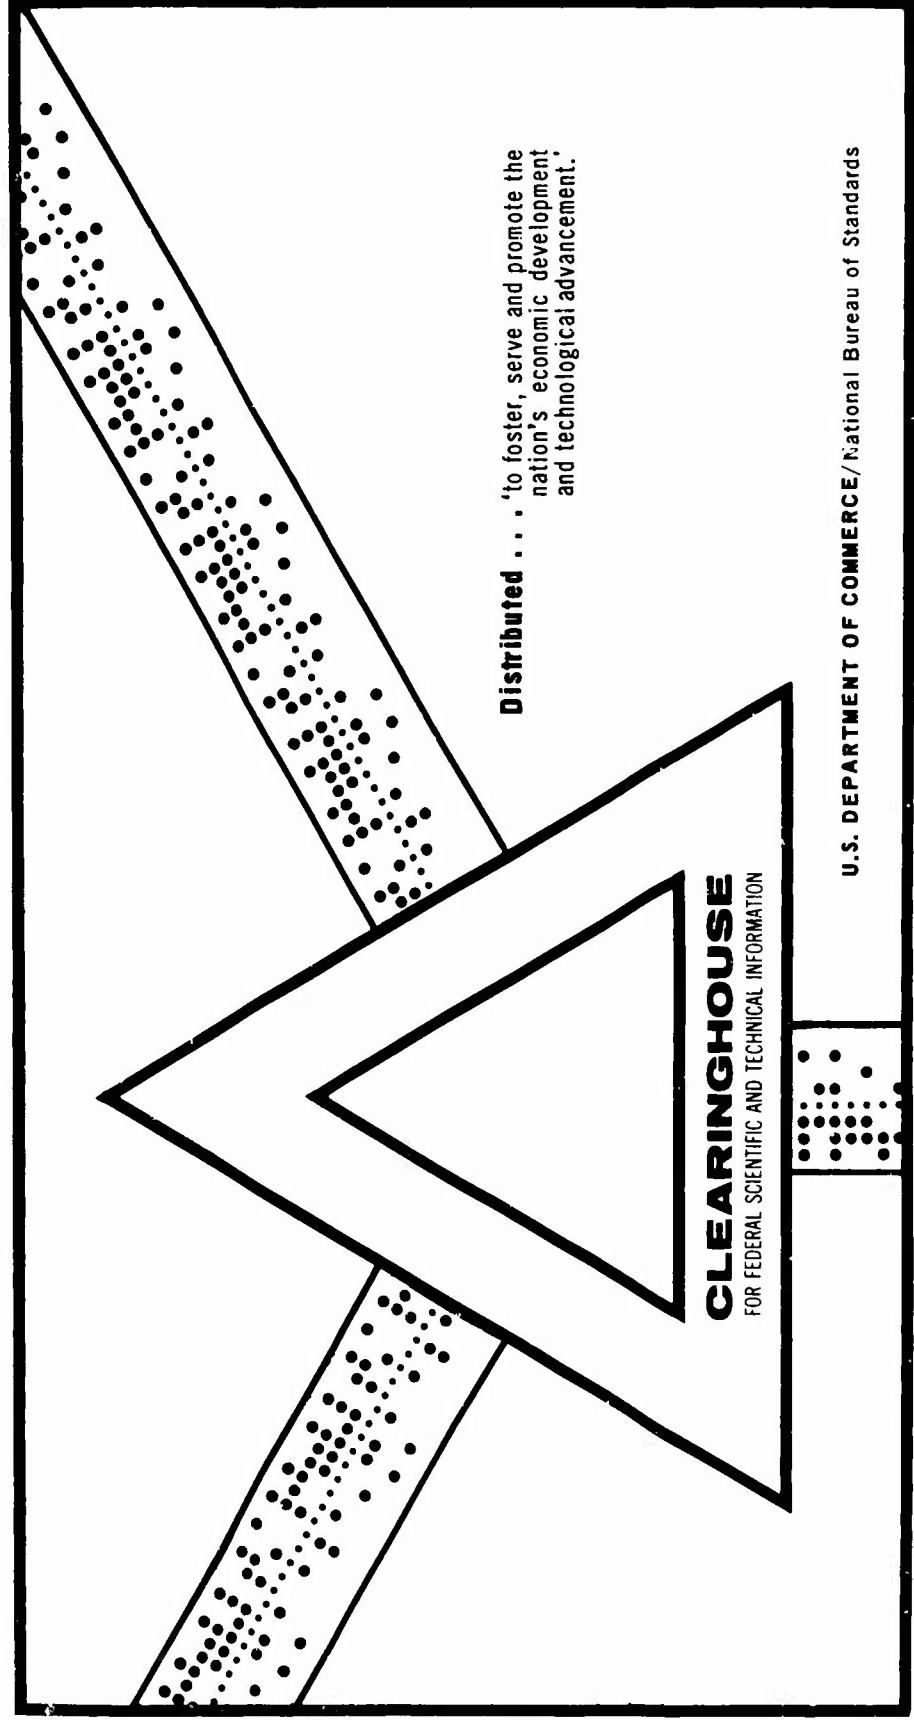 Distributed . . . 'to foster, serve and promote the
nation's economic development
and technological advancement.'
CLEARINGHOUSE
FOR FEDERAL SCIENTIFIC AND TECHNICAL INFORMATION
U.S. DEPARTMENT OF COMMERCE/National Bureau of Standards